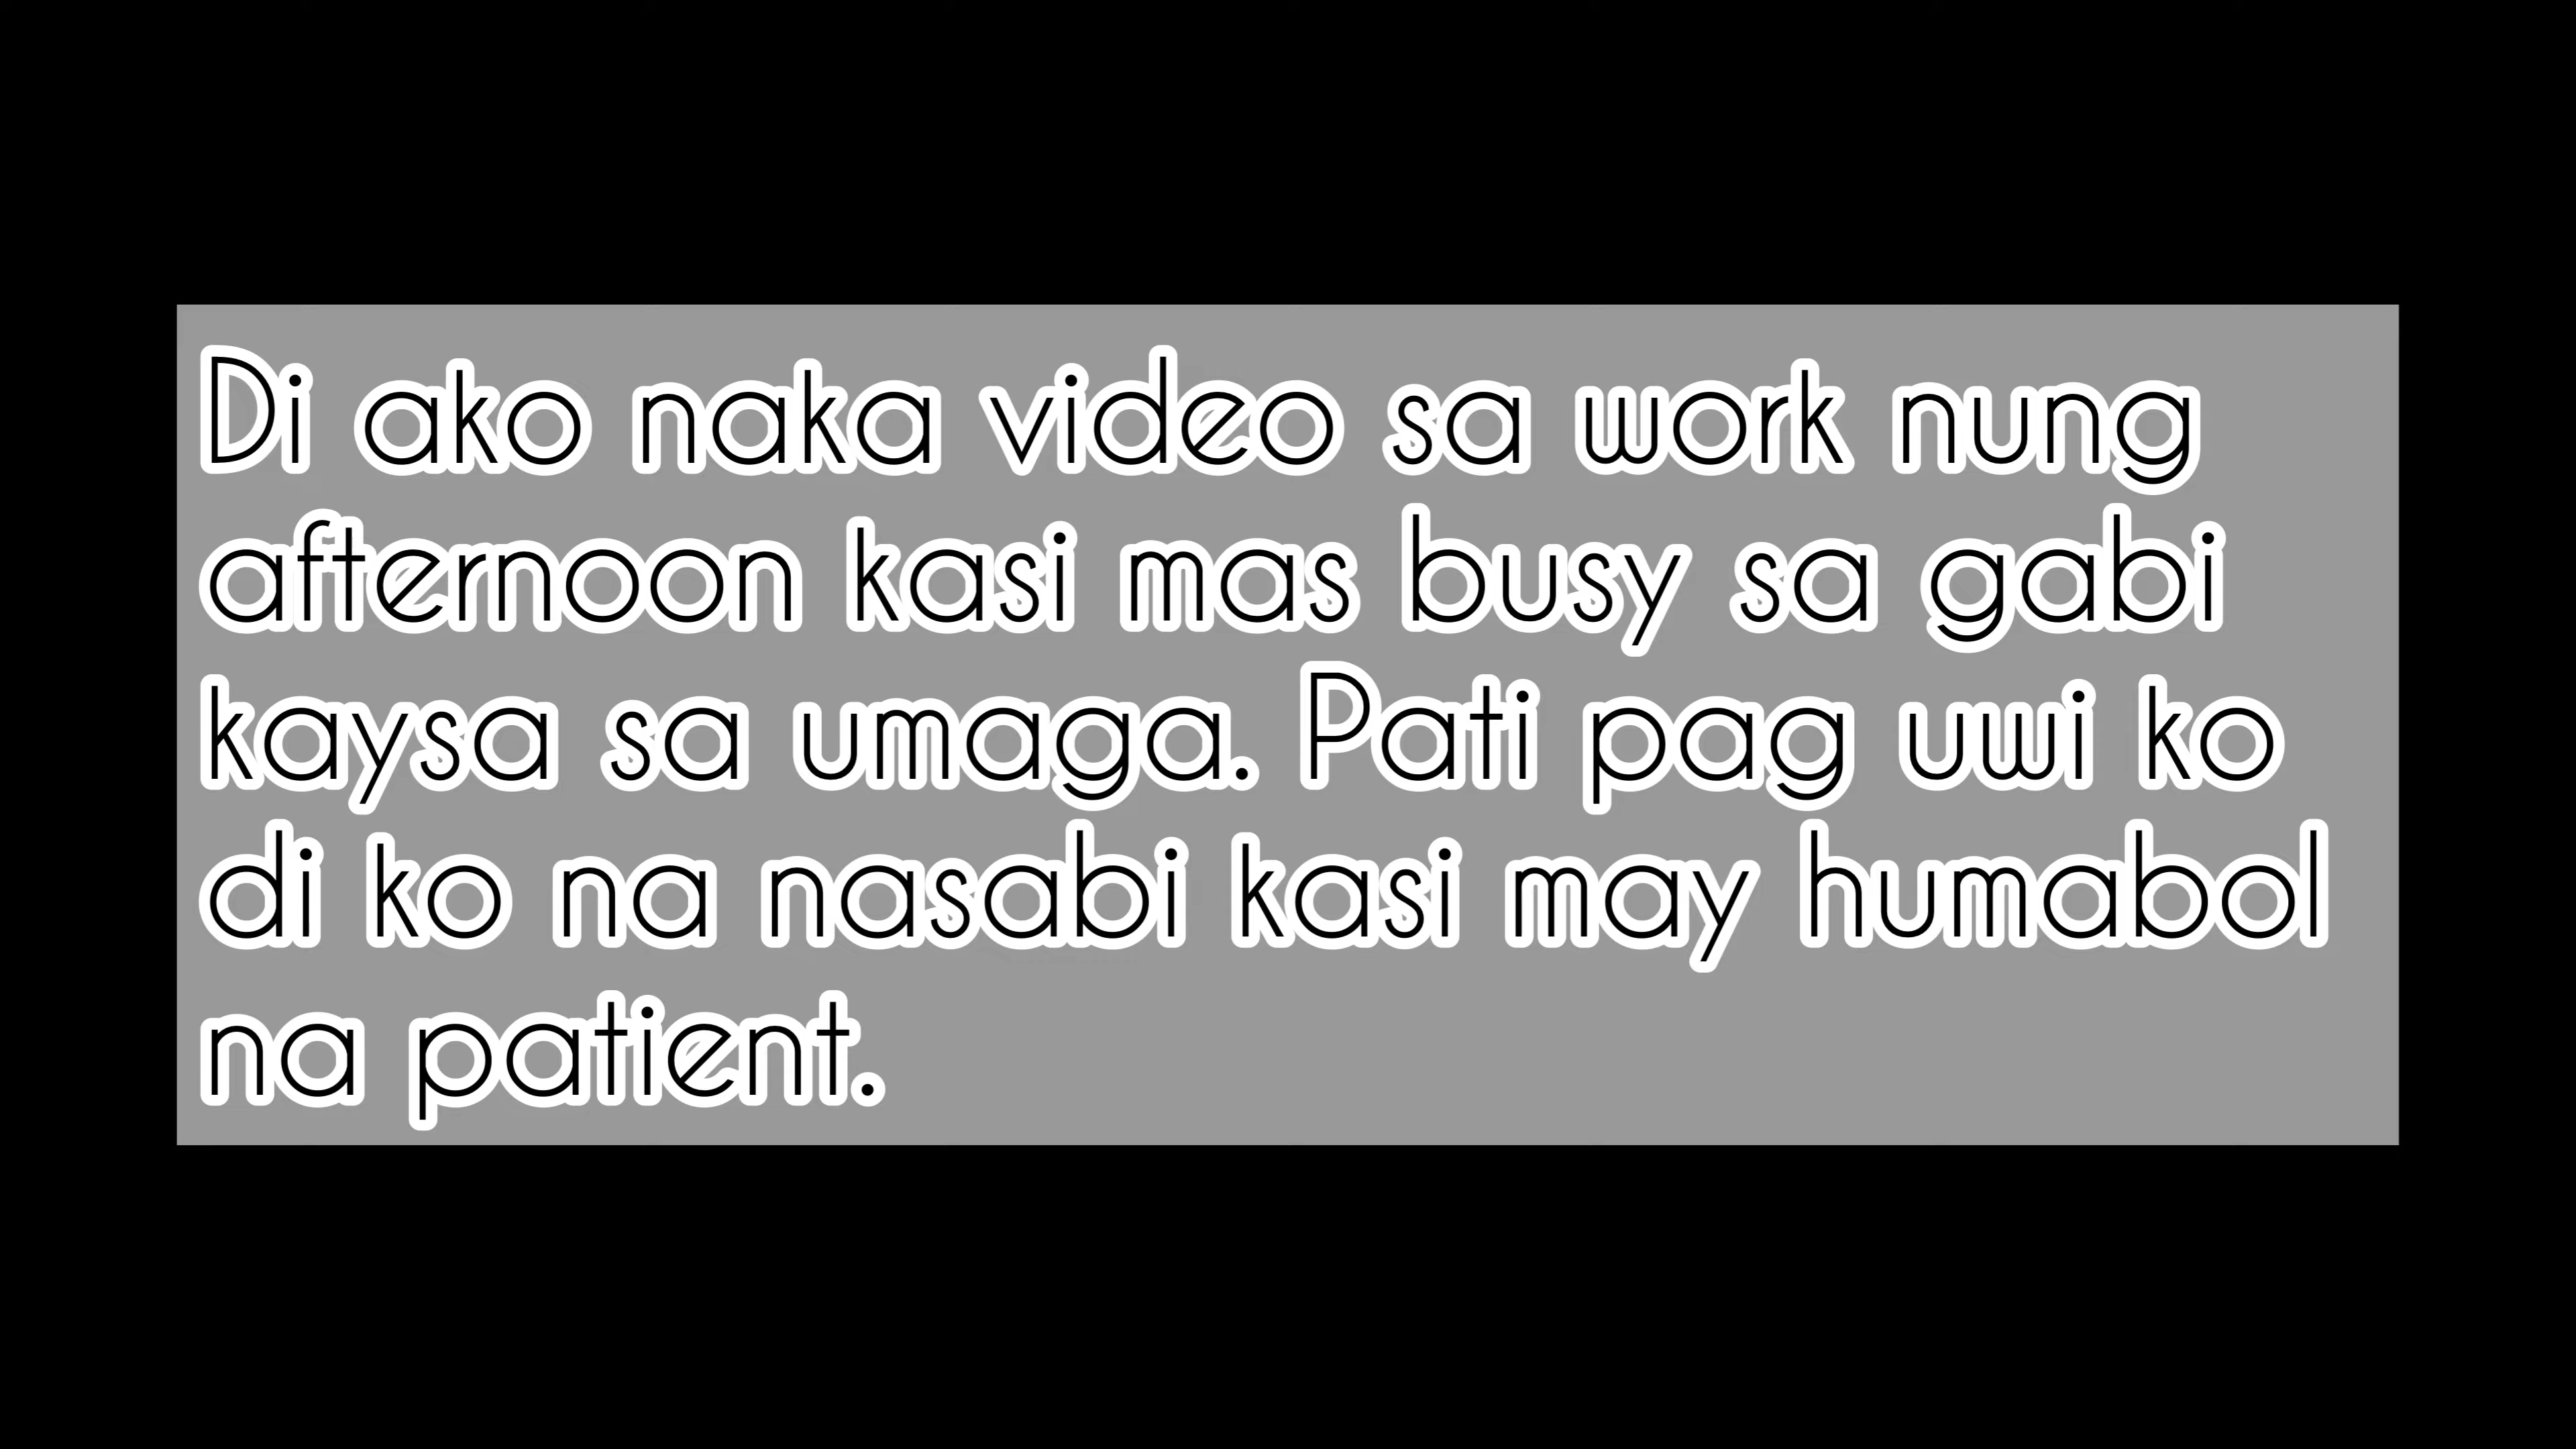 Di ako naka video sa work nung
afternoon kasi mas busy sa gabi
kaysa sa umaga. Pati pag uwi ko
di ko na nasabi kasi may humabol
na patient.